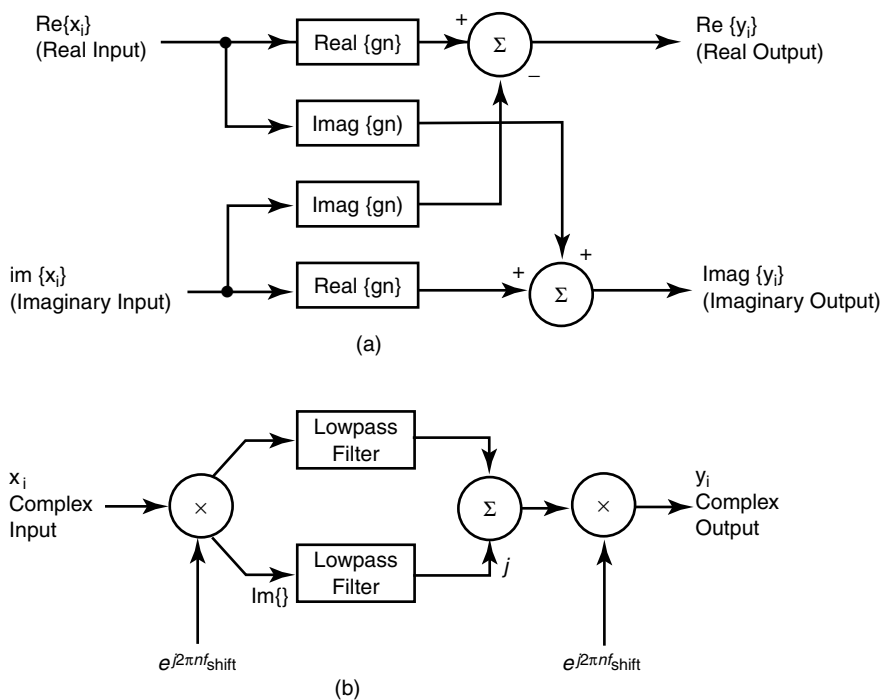 Re{xᵢ}
(Real Input)
Real {gn}
+
Σ
−
Re {yᵢ}
(Real Output)
Imag {gn)
Imag {gn)
im {xᵢ}
(Imaginary Input)
Real {gn}
+
+
Σ
Imag {yᵢ}
(Imaginary Output)
(a)
xᵢ
Complex
Input
×
Lowpass
Filter
Im{}
Lowpass
Filter
Σ
j
×
yᵢ
Complex
Output
e^{j2πnf_shift}
e^{j2πnf_shift}
(b)